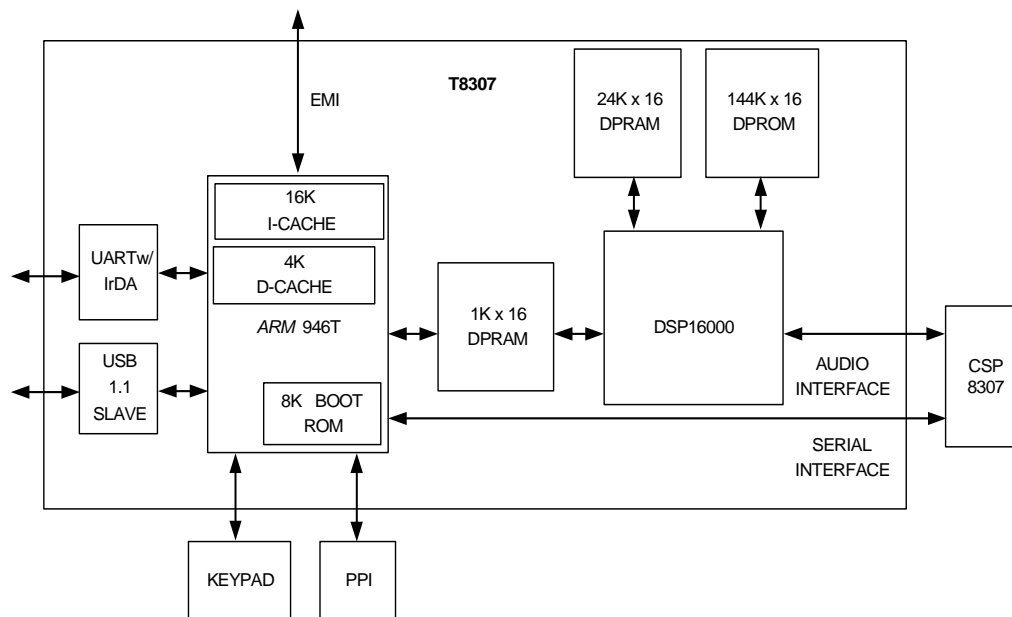 T8307
EMI
24K x 16
DPRAM
144K x 16
DPROM
16K
I-CACHE
4K
D-CACHE
ARM 946T
8K BOOT
ROM
UARTw/
IrDA
USB
1.1
SLAVE
1K x 16
DPRAM
DSP16000
AUDIO
INTERFACE
SERIAL
INTERFACE
CSP
8307
KEYPAD
PPI